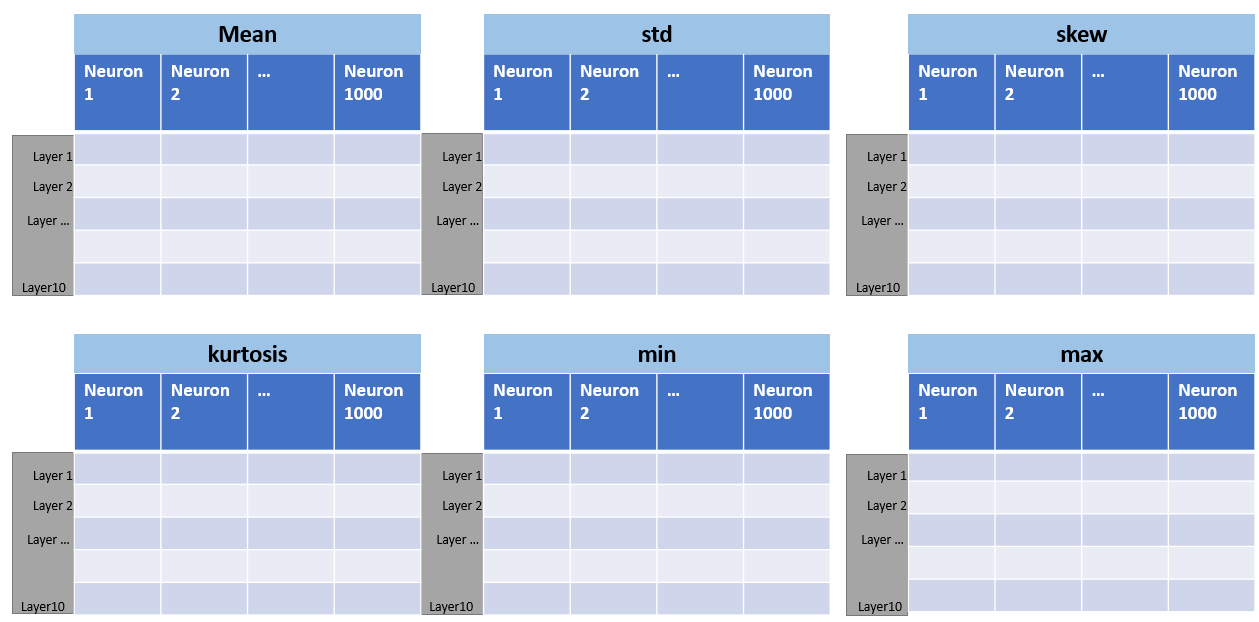 Mean
Neuron 1 Neuron 2 ... Neuron 1000
Layer 1
Layer 2
Layer ...
Layer10
std
Neuron 1 Neuron 2 ... Neuron 1000
Layer 1
Layer 2
Layer ...
Layer10
skew
Neuron 1 Neuron 2 ... Neuron 1000
Layer 1
Layer 2
Layer ...
Layer10
kurtosis
Neuron 1 Neuron 2 ... Neuron 1000
Layer 1
Layer 2
Layer ...
Layer10
min
Neuron 1 Neuron 2 ... Neuron 1000
Layer 1
Layer 2
Layer ...
Layer10
max
Neuron 1 Neuron 2 ... Neuron 1000
Layer 1
Layer 2
Layer ...
Layer10